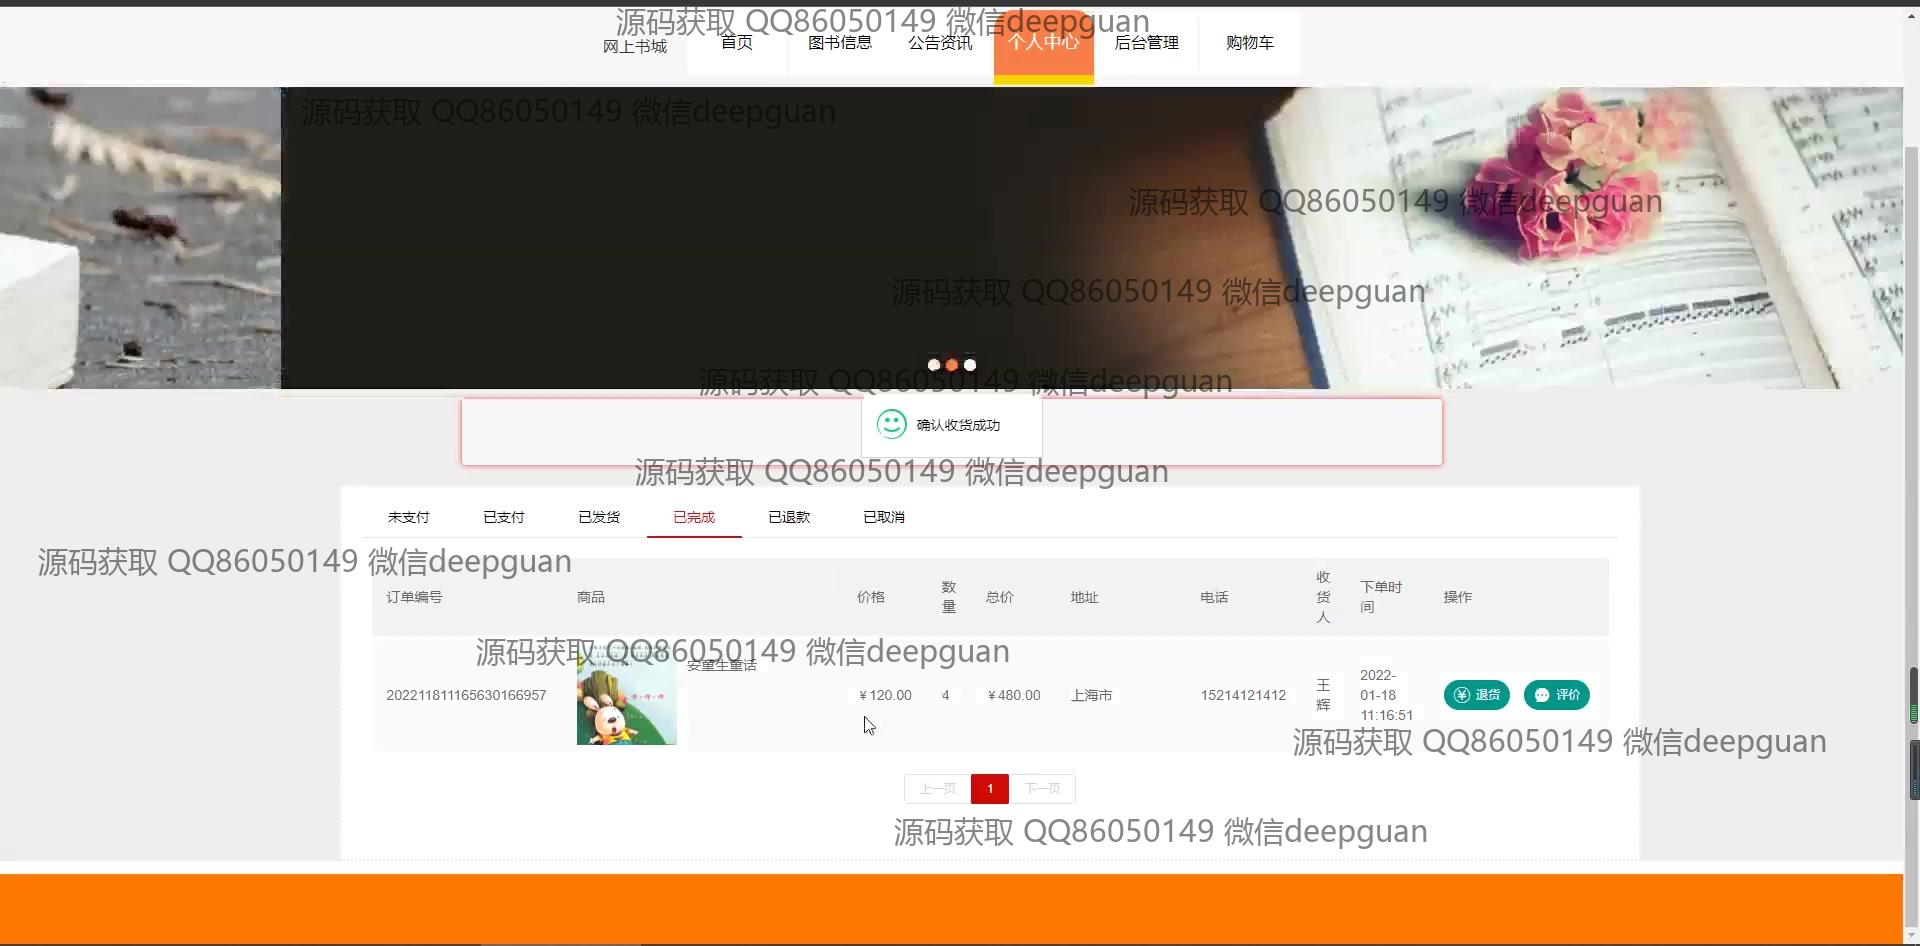 源码获取 QQ86050149 微信deepguan
网上书城
首页
图书信息
公告资讯
个人中心
后台管理
购物车
源码获取 QQ86050149 微信deepguan
源码获取 QQ86050149 微信deepguan
源码获取 QQ86050149 微信deepguan
源码获取 QQ86050149 微信deepguan
确认收货成功
源码获取 QQ86050149 微信deepguan
未支付
已支付
已发货
已完成
已退款
已取消
源码获取 QQ86050149 微信deepguan
订单编号
商品
价格
数
量
总价
地址
电话
收
货
人
下单时
间
操作
源码获取 QQ86050149 微信deepguan
202211811165630166957
安童生童话
￥120.00
4
￥480.00
上海市
15214121412
王
辉
2022-
01-18
11:16:51
退货
评价
源码获取 QQ86050149 微信deepguan
上一页
1
下一页
源码获取 QQ86050149 微信deepguan